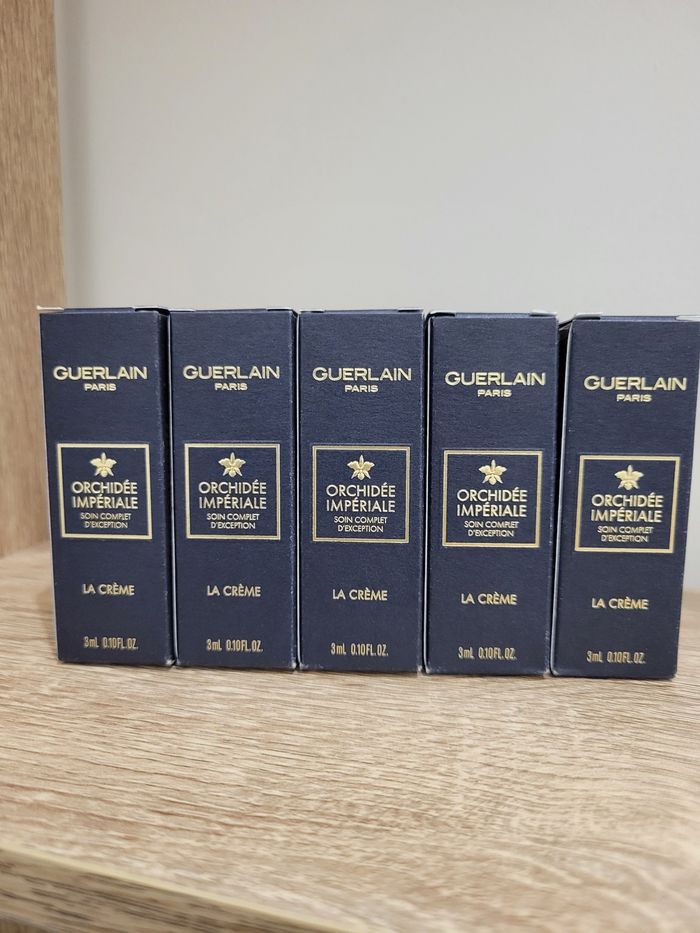 GUERLAIN
PARIS
ORCHIDÉE
IMPÉRIALE
SOIN COMPLET
D'EXCEPTION
LA CRÈME
3mL 0.10FL.OZ.
GUERLAIN
PARIS
ORCHIDÉE
IMPÉRIALE
SOIN COMPLET
D'EXCEPTION
LA CRÈME
3mL 0.10FL.OZ.
GUERLAIN
PARIS
ORCHIDÉE
IMPÉRIALE
SOIN COMPLET
D'EXCEPTION
LA CRÈME
3mL 0.10FL.OZ.
GUERLAIN
PARIS
ORCHIDÉE
IMPÉRIALE
SOIN COMPLET
D'EXCEPTION
LA CRÈME
3mL 0.10FL.OZ.
GUERLAIN
PARIS
ORCHIDÉE
IMPÉRIALE
SOIN COMPLET
D'EXCEPTION
LA CRÈME
3mL 0.10FL.OZ.